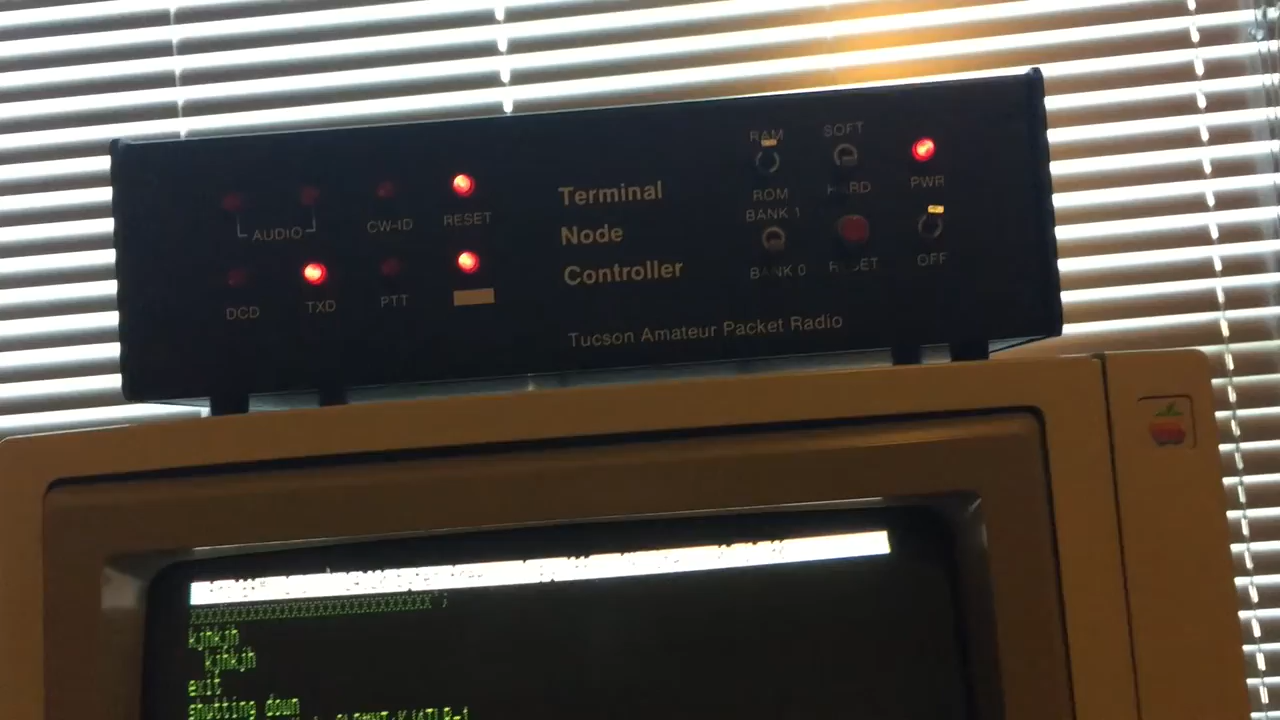 RAM
SOFT
AUDIO
CW-ID
RESET
Terminal
ROM
HARD
PWR
Node
BANK 1
Controller
BANK 0
RESET
OFF
DCD
TXD
PTT
Tucson Amateur Packet Radio
kjhkjh
kjhkjh
exit
shutting down